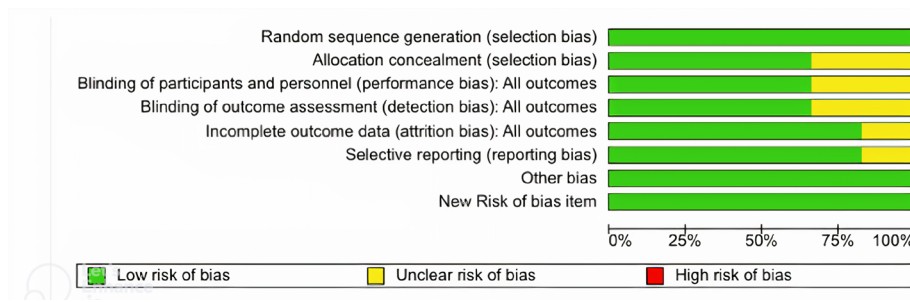 Random sequence generation (selection bias)
Allocation concealment (selection bias)
Blinding of participants and personnel (performance bias): All outcomes
Blinding of outcome assessment (detection bias): All outcomes
Incomplete outcome data (attrition bias): All outcomes
Selective reporting (reporting bias)
Other bias
New Risk of bias item
0% 25% 50% 75% 100%
Low risk of bias Unclear risk of bias High risk of bias